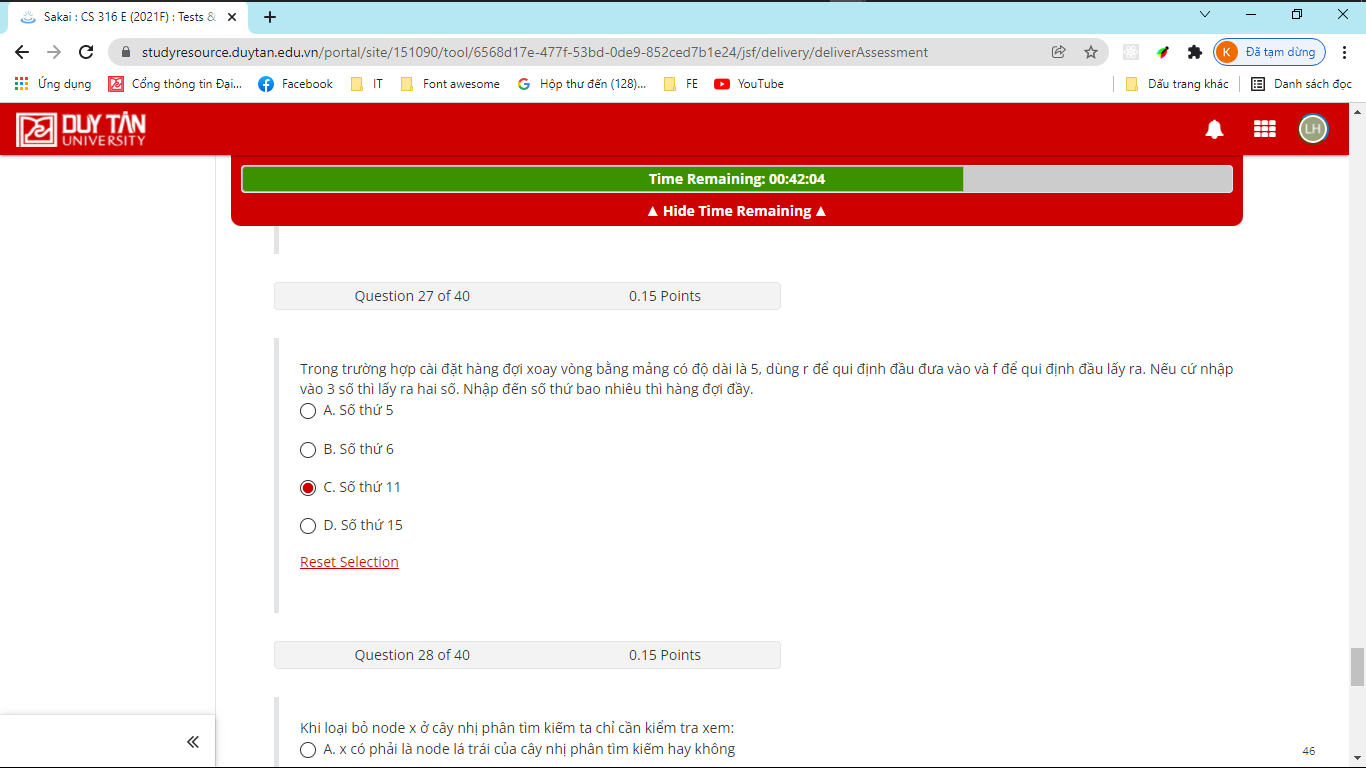 Sakai : CS 316 E (2021F) : Tests &
studyresource.duytan.edu.vn/portal/site/151090/tool/6568d17e-477f-53bd-0de9-852ced7b1e24/jsf/delivery/deliverAssessment
K Đã tạm dừng
Ứng dụng Cổng thông tin Đại... Facebook IT Font awesome Hộp thư đến (128)... FE YouTube Dấu trang khác Danh sách đọc
DUY TÂN
UNIVERSITY
LH
Time Remaining: 00:42:04
▲ Hide Time Remaining ▲
Question 27 of 40 0.15 Points
Trong trường hợp cài đặt hàng đợi xoay vòng bằng mảng có độ dài là 5, dùng r để qui định đầu đưa vào và f để qui định đầu lấy ra. Nếu cứ nhập
vào 3 số thì lấy ra hai số. Nhập đến số thứ bao nhiêu thì hàng đợi đầy.
A. Số thứ 5
B. Số thứ 6
C. Số thứ 11
D. Số thứ 15
Reset Selection
Question 28 of 40 0.15 Points
Khi loại bỏ node x ở cây nhị phân tìm kiếm ta chỉ cần kiểm tra xem:
A. x có phải là node lá trái của cây nhị phân tìm kiếm hay không
46